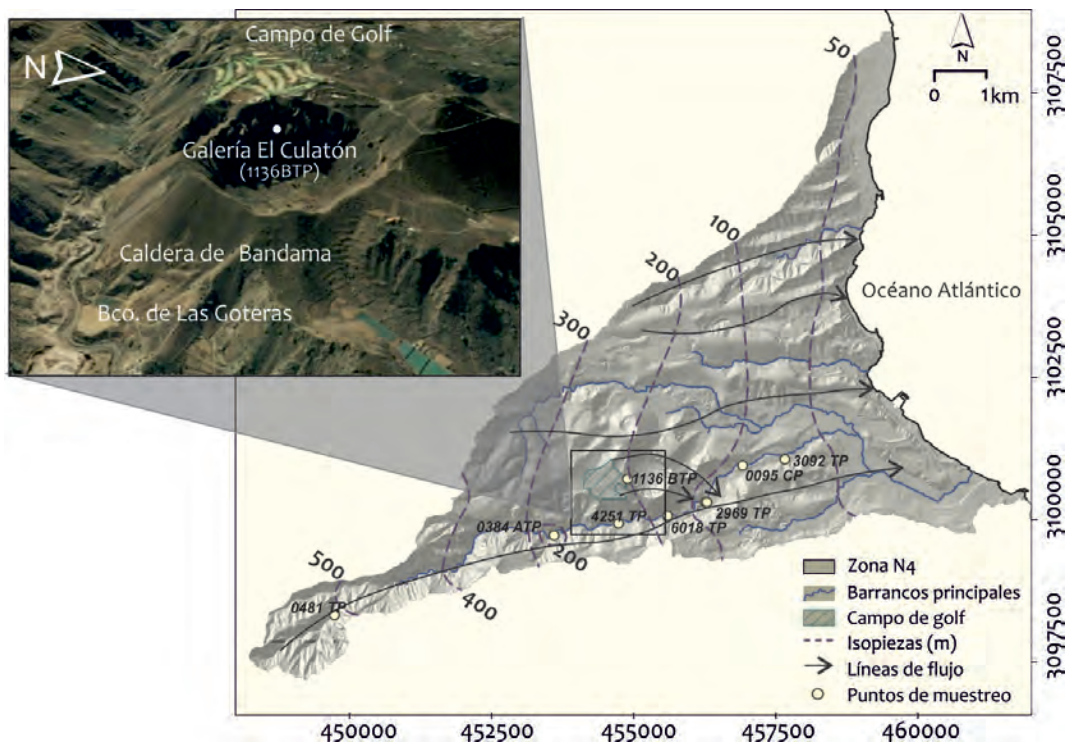 Campo de Golf
N
Galería El Culatón
(1136BTP)
Caldera de Bandama
Bco. de Las Goteras
50
N
0 1km
3107500
100
3105000
200
Océano Atlántico
300
3102500
3092 TP
1136 BTP
0095 CP
4251 TP
2969 TP
0384 ATP
6018 TP
3100000
200
500
400
0481 TP
Zona N4
Barrancos principales
Campo de golf
Isopiezas (m)
Líneas de flujo
Puntos de muestreo
3097500
450000 452500 455000 457500 460000